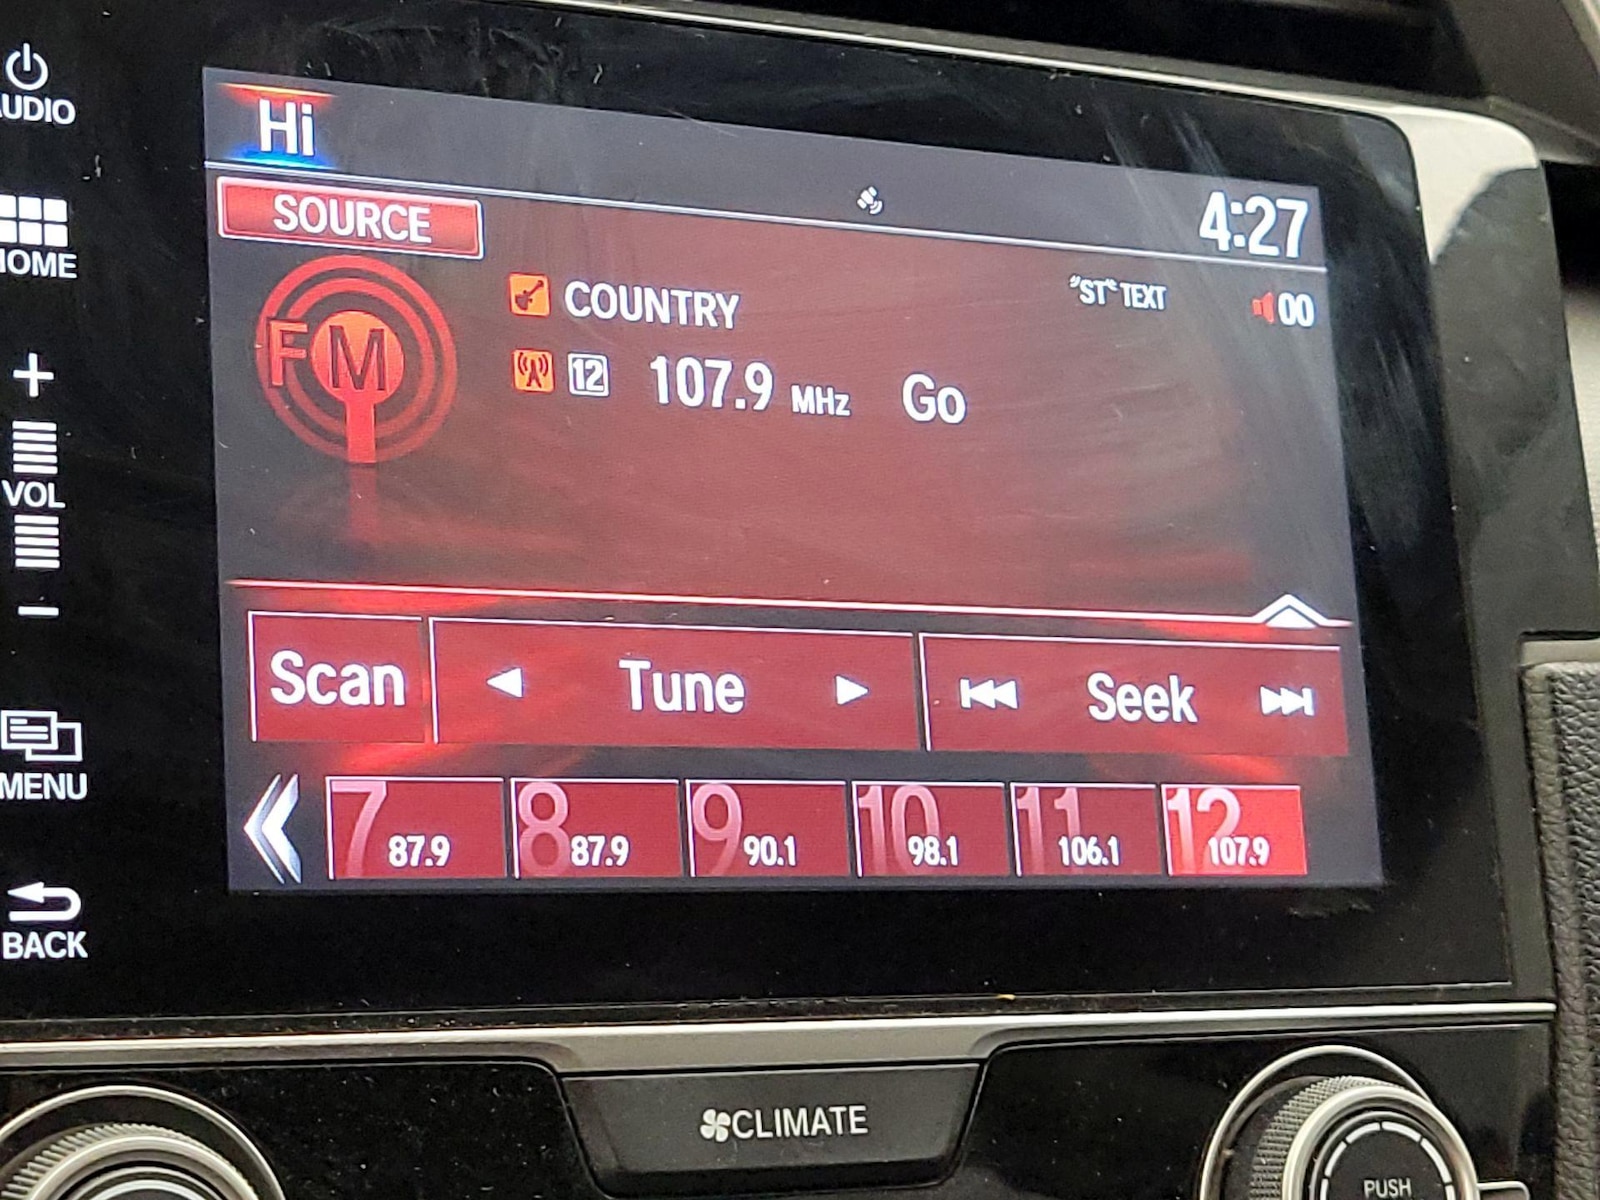 AUDIO
HOME
+
VOL
−
MENU
BACK
Hi
4:27
SOURCE
FM
COUNTRY
"ST" TEXT
00
12 107.9 MHz Go
Scan
Tune
Seek
7 87.9
8 87.9
9 90.1
10 98.1
11 106.1
12 107.9
CLIMATE
PUSH